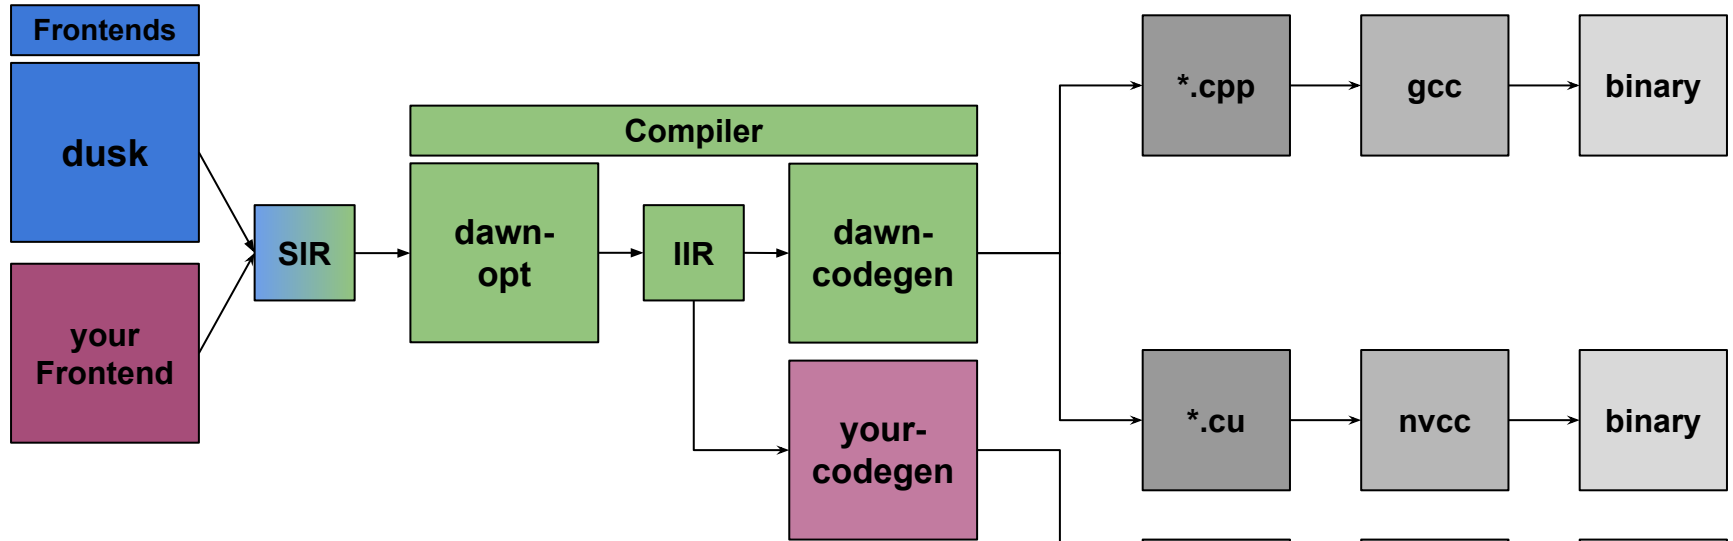 Frontends
dusk
your
Frontend
SIR
Compiler
dawn-
opt
IIR
dawn-
codegen
your-
codegen
*.cpp
gcc
binary
*.cu
nvcc
binary